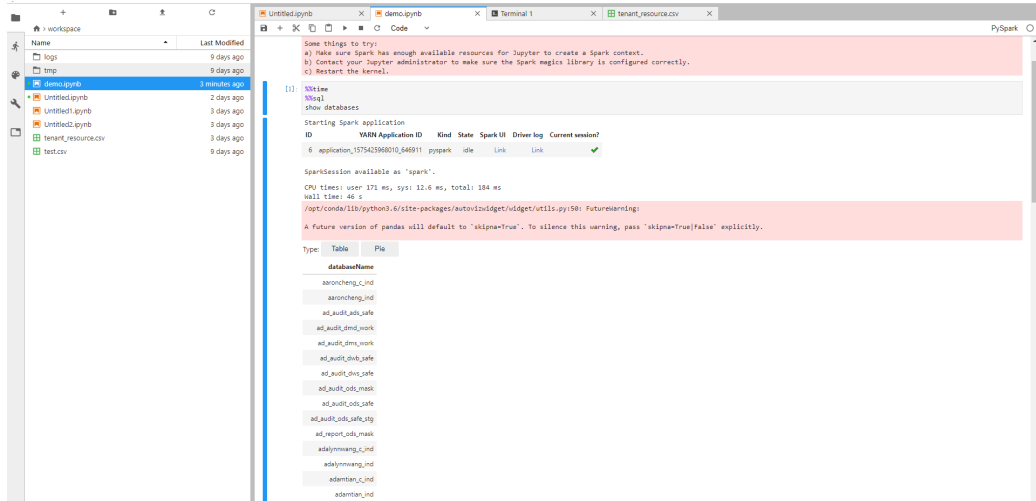 > workspace
Name Last Modified
logs 9 days ago
tmp 9 days ago
demo.ipynb 3 minutes ago
Untitled.ipynb 2 days ago
Untitled1.ipynb 3 days ago
Untitled2.ipynb 3 days ago
tenant_resource.csv 3 days ago
test.csv 9 days ago
Untitled.ipynb demo.ipynb Terminal 1 tenant_resource.csv
Code PySpark
Some things to try:
a) Make sure Spark has enough available resources for Jupyter to create a Spark context.
b) Contact your Jupyter administrator to make sure the Spark magics library is configured correctly.
c) Restart the kernel.
%%time
%%sql
show databases
Starting Spark application
ID YARN Application ID Kind State Spark UI Driver log Current session?
6 application_1575425968010_646911 pyspark idle Link Link ✔
SparkSession available as 'spark'.
CPU times: user 171 ms, sys: 12.6 ms, total: 184 ms
Wall time: 46 s
/opt/conda/lib/python3.6/site-packages/autovizwidget/widget/utils.py:50: FutureWarning:
A future version of pandas will default to `skipna=True`. To silence this warning, pass `skipna=True|False` explicitly.
Type: Table Pie
databaseName
aaroncheng_c_ind
aaroncheng_ind
ad_audit_ads_safe
ad_audit_dmd_work
ad_audit_dms_work
ad_audit_dwb_safe
ad_audit_dws_safe
ad_audit_ods_mask
ad_audit_ods_safe
ad_audit_ods_safe_stg
ad_report_ods_mask
adalynnwang_c_ind
adalynnwang_ind
adamtian_c_ind
adamtian_ind